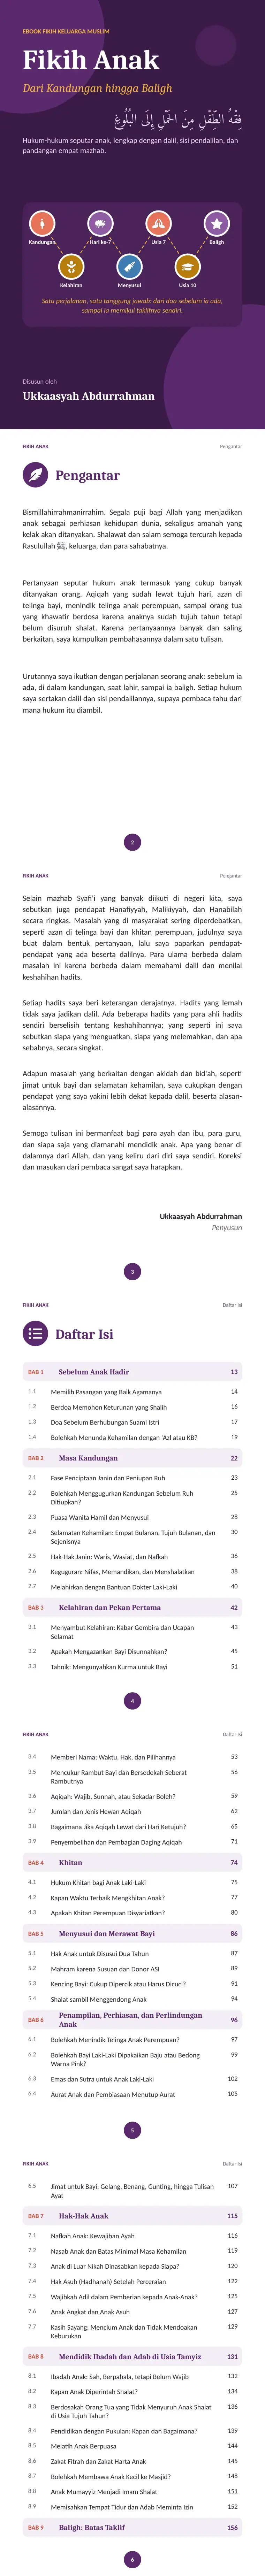 EBOOK FIKIH KELUARGA MUSLIM
Fikih Anak
Dari Kandungan hingga Baligh
فِقْهُ الطِّفْلِ مِنَ الْحَمْلِ إِلَى الْبُلُوغِ
Hukum-hukum seputar anak, lengkap dengan dalil, sisi pendalilan, dan
pandangan empat mazhab.
Kandungan
Hari ke-7
Usia 7
Baligh
Kelahiran
Menyusui
Usia 10
Satu perjalanan, satu tanggung jawab: dari doa sebelum ia ada,
sampai ia memikul taklifnya sendiri.
Disusun oleh
Ukkaasyah Abdurrahman
FIKIH ANAK
Pengantar
Pengantar
Bismillahirrahmanirrahim. Segala puji bagi Allah yang menjadikan
anak sebagai perhiasan kehidupan dunia, sekaligus amanah yang
kelak akan ditanyakan. Shalawat dan salam semoga tercurah kepada
Rasulullah ﷺ, keluarga, dan para sahabatnya.
Pertanyaan seputar hukum anak termasuk yang cukup banyak
ditanyakan orang. Aqiqah yang sudah lewat tujuh hari, azan di
telinga bayi, menindik telinga anak perempuan, sampai orang tua
yang khawatir berdosa karena anaknya sudah tujuh tahun tetapi
belum disuruh shalat. Karena pertanyaannya banyak dan saling
berkaitan, saya kumpulkan pembahasannya dalam satu tulisan.
Urutannya saya ikutkan dengan perjalanan seorang anak: sebelum ia
ada, di dalam kandungan, saat lahir, sampai ia baligh. Setiap hukum
saya sertakan dalil dan sisi pendalilannya, supaya pembaca tahu dari
mana hukum itu diambil.
2
FIKIH ANAK
Pengantar
Selain mazhab Syafi'i yang banyak diikuti di negeri kita, saya
sebutkan juga pendapat Hanafiyyah, Malikiyyah, dan Hanabilah
secara ringkas. Masalah yang di masyarakat sering diperdebatkan,
seperti azan di telinga bayi dan khitan perempuan, judulnya saya
buat dalam bentuk pertanyaan, lalu saya paparkan pendapat-
pendapat yang ada beserta dalilnya. Para ulama berbeda dalam
masalah ini karena berbeda dalam memahami dalil dan menilai
keshahihan hadits.
Setiap hadits saya beri keterangan derajatnya. Hadits yang lemah
tidak saya jadikan dalil. Ada beberapa hadits yang para ahli hadits
sendiri berselisih tentang keshahihannya; yang seperti ini saya
sebutkan siapa yang menguatkan, siapa yang melemahkan, dan apa
sebabnya, secara singkat.
Adapun masalah yang berkaitan dengan akidah dan bid'ah, seperti
jimat untuk bayi dan selamatan kehamilan, saya cukupkan dengan
pendapat yang saya yakini lebih dekat kepada dalil, beserta alasan-
alasannya.
Semoga tulisan ini bermanfaat bagi para ayah dan ibu, para guru,
dan siapa saja yang diamanahi mendidik anak. Apa yang benar di
dalamnya dari Allah, dan yang keliru dari diri saya sendiri. Koreksi
dan masukan dari pembaca sangat saya harapkan.
Ukkaasyah Abdurrahman
Penyusun
3
FIKIH ANAK
Daftar Isi
Daftar Isi
BAB 1 Sebelum Anak Hadir 13
1.1 Memilih Pasangan yang Baik Agamanya 14
1.2 Berdoa Memohon Keturunan yang Shalih 16
1.3 Doa Sebelum Berhubungan Suami Istri 17
1.4 Bolehkah Menunda Kehamilan dengan 'Azl atau KB? 19
BAB 2 Masa Kandungan 22
2.1 Fase Penciptaan Janin dan Peniupan Ruh 23
2.2 Bolehkah Menggugurkan Kandungan Sebelum Ruh 25
Ditiupkan?
2.3 Puasa Wanita Hamil dan Menyusui 28
2.4 Selamatan Kehamilan: Empat Bulanan, Tujuh Bulanan, dan 30
Sejenisnya
2.5 Hak-Hak Janin: Waris, Wasiat, dan Nafkah 36
2.6 Keguguran: Nifas, Memandikan, dan Menshalatkan 38
2.7 Melahirkan dengan Bantuan Dokter Laki-Laki 40
BAB 3 Kelahiran dan Pekan Pertama 42
3.1 Menyambut Kelahiran: Kabar Gembira dan Ucapan 43
Selamat
3.2 Apakah Mengazankan Bayi Disunnahkan? 45
3.3 Tahnik: Mengunyahkan Kurma untuk Bayi 51
4
FIKIH ANAK
Daftar Isi
3.4 Memberi Nama: Waktu, Hak, dan Pilihannya 53
3.5 Mencukur Rambut Bayi dan Bersedekah Seberat 56
Rambutnya
3.6 Aqiqah: Wajib, Sunnah, atau Sekadar Boleh? 59
3.7 Jumlah dan Jenis Hewan Aqiqah 62
3.8 Bagaimana Jika Aqiqah Lewat dari Hari Ketujuh? 65
3.9 Penyembelihan dan Pembagian Daging Aqiqah 71
BAB 4 Khitan 74
4.1 Hukum Khitan bagi Anak Laki-Laki 75
4.2 Kapan Waktu Terbaik Mengkhitan Anak? 77
4.3 Apakah Khitan Perempuan Disyariatkan? 80
BAB 5 Menyusui dan Merawat Bayi 86
5.1 Hak Anak untuk Disusui Dua Tahun 87
5.2 Mahram karena Susuan dan Donor ASI 89
5.3 Kencing Bayi: Cukup Dipercik atau Harus Dicuci? 91
5.4 Shalat sambil Menggendong Anak 94
BAB 6 Penampilan, Perhiasan, dan Perlindungan 96
Anak
6.1 Bolehkah Menindik Telinga Anak Perempuan? 97
6.2 Bolehkah Bayi Laki-Laki Dipakaikan Baju atau Bedong 99
Warna Pink?
6.3 Emas dan Sutra untuk Anak Laki-Laki 102
6.4 Aurat Anak dan Pembiasaan Menutup Aurat 105
5
FIKIH ANAK
Daftar Isi
6.5 Jimat untuk Bayi: Gelang, Benang, Gunting, hingga Tulisan 107
Ayat
BAB 7 Hak-Hak Anak 115
7.1 Nafkah Anak: Kewajiban Ayah 116
7.2 Nasab Anak dan Batas Minimal Masa Kehamilan 119
7.3 Anak di Luar Nikah Dinasabkan kepada Siapa? 120
7.4 Hak Asuh (Hadhanah) Setelah Perceraian 122
7.5 Wajibkah Adil dalam Pemberian kepada Anak-Anak? 125
7.6 Anak Angkat dan Anak Asuh 127
7.7 Kasih Sayang: Mencium Anak dan Tidak Mendoakan 129
Keburukan
BAB 8 Mendidik Ibadah dan Adab di Usia Tamyiz 131
8.1 Ibadah Anak: Sah, Berpahala, tetapi Belum Wajib 132
8.2 Kapan Anak Diperintah Shalat? 134
8.3 Berdosakah Orang Tua yang Tidak Menyuruh Anak Shalat 136
di Usia Tujuh Tahun?
8.4 Pendidikan dengan Pukulan: Kapan dan Bagaimana? 139
8.5 Melatih Anak Berpuasa 144
8.6 Zakat Fitrah dan Zakat Harta Anak 145
8.7 Bolehkah Membawa Anak Kecil ke Masjid? 148
8.8 Anak Mumayyiz Menjadi Imam Shalat 151
8.9 Memisahkan Tempat Tidur dan Adab Meminta Izin 152
BAB 9 Baligh: Batas Taklif 156
6